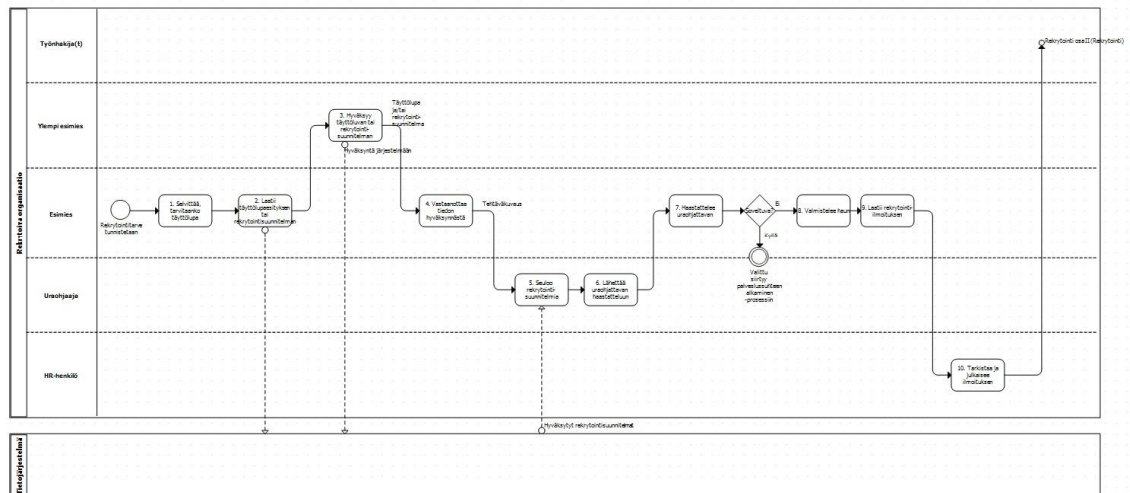 Työnhakija(t)
Rekrytointi osa II (Rekrytointi)
Ylempi esimies
3. Hyväksyy
täyttöluvan tai
rekrytointi-
suunnitelman
Täyttölupa
ja/tai
rekrytointi-
suunnitelma
Hyväksyntä järjestelmään
Rekrytoiva organisaatio
Esimies
Rekrytointitarve
tunnistetaan
1. Selvittää,
tarvitaanko
täyttölupa
2. Laatii
täyttölupaesityksen
tai
rekrytointisuunnitelman
4. Vastaanottaa
tiedon
hyväksynnästä
Tehtäväkuvaus
7. Haastattelee
uraohjattavan
Soveltuva?
Ei
Kyllä
8. Valmistelee haun
9. Laatii rekrytointi-
ilmoituksen
Valittu
siirtyy
palvelussuhteen
alkaminen
-prosessiin
Uraohjaaja
5. Seuloo
rekrytointi-
suunnitelmia
6. Lähettää
uraohjattavan
haastatteluun
HR-henkilö
10. Tarkistaa ja
julkaisee
ilmoituksen
Hyväksytyt rekrytointisuunnitelmat
Tietojärjestelmä